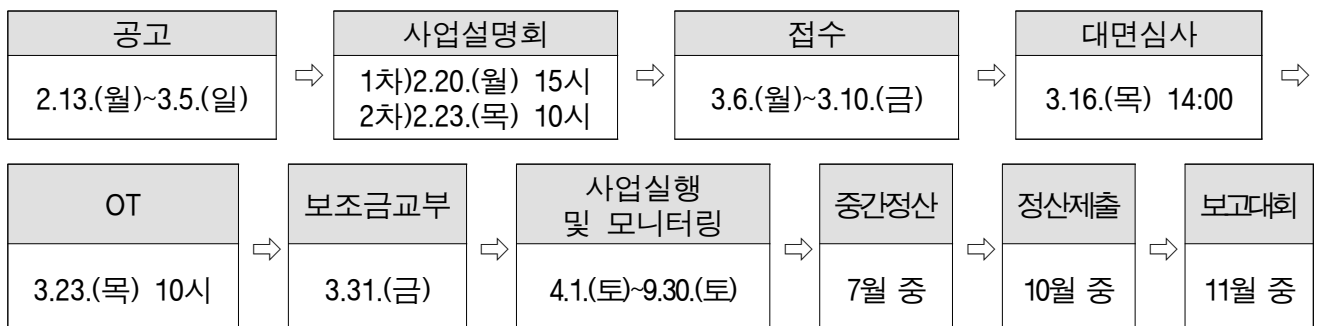 공고
2.13.(월)~3.5.(일)
⇨
사업설명회
1차)2.20.(월) 15시
2차)2.23.(목) 10시
⇨
접수
3.6.(월)~3.10.(금)
⇨
대면심사
3.16.(목) 14:00
⇨
OT
3.23.(목) 10시
⇨
보조금교부
3.31.(금)
⇨
사업실행
및 모니터링
4.1.(토)~9.30.(토)
⇨
중간정산
7월 중
⇨
정산제출
10월 중
⇨
보고대회
11월 중